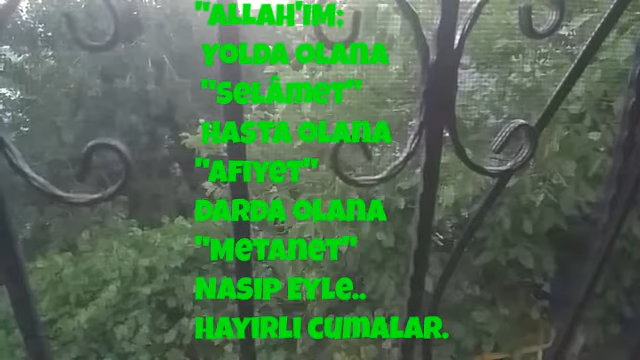 "ALLAH'IM;
YOLDA OLANA
"SELÂMET"
HASTA OLANA
"AFIYET"
DARDA OLANA
"METANET"
NASIP EYLE..
HAYIRLI CUMALAR.